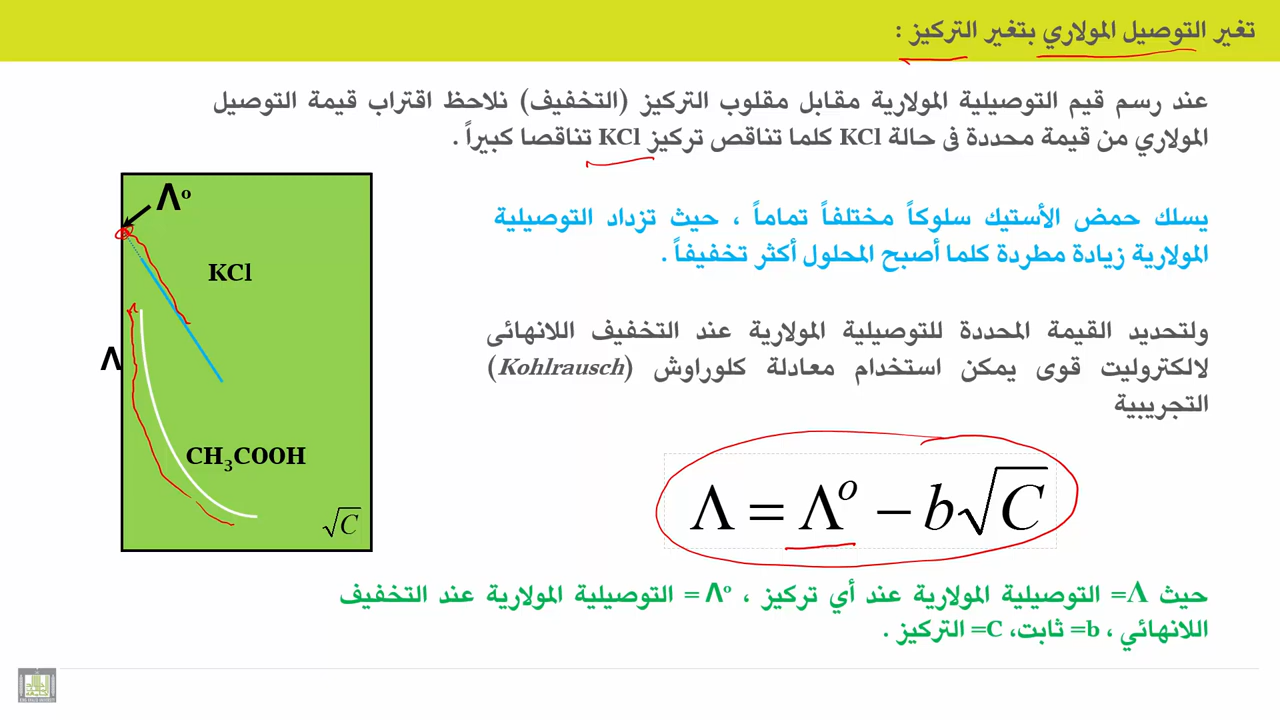 تغير التوصيل المولاري بتغير التركيز :
عند رسم قيم التوصيلية المولارية مقابل مقلوب التركيز (التخفيف) نلاحظ اقتراب قيمة التوصيل
المولاري من قيمة محددة فى حالة KCl كلما تناقص تركيز KCl تناقصا كبيراً .
يسلك حمض الأستيك سلوكاً مختلفاً تماماً ، حيث تزداد التوصيلية
المولارية زيادة مطردة كلما أصبح المحلول أكثر تخفيفاً .
ولتحديد القيمة المحددة للتوصيلية المولارية عند التخفيف اللانهائى
لالكتروليت قوى يمكن استخدام معادلة كلوراوش (Kohlrausch)
التجريبية
Λ = Λ° − b√C
حيث Λ= التوصيلية المولارية عند أي تركيز ، Λ° = التوصيلية المولارية عند التخفيف
اللانهائي ، b= ثابت، C= التركيز .
Λ°
KCl
Λ
CH₃COOH
√C